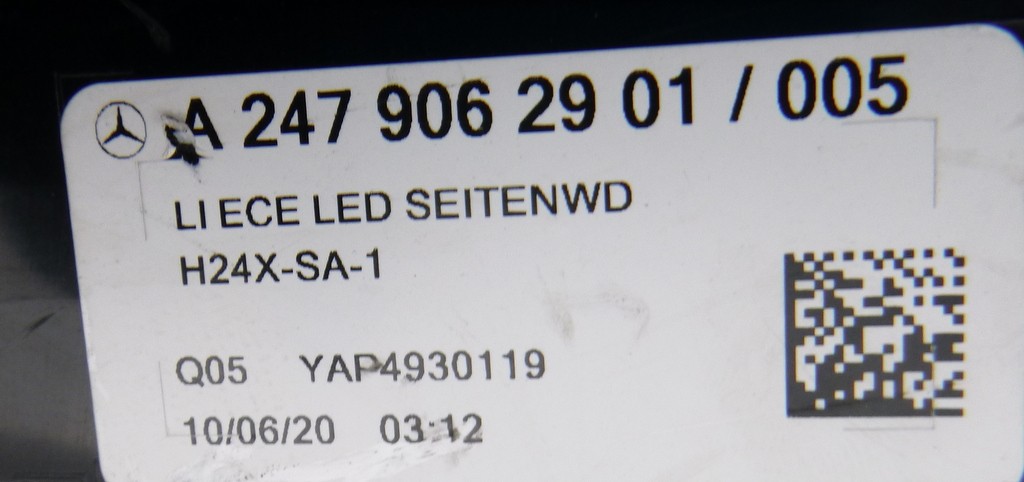 A 247 906 29 01 / 005
LI ECE LED SEITENWD
H24X-SA-1
Q05 YAP4930119
10/06/20 03:12